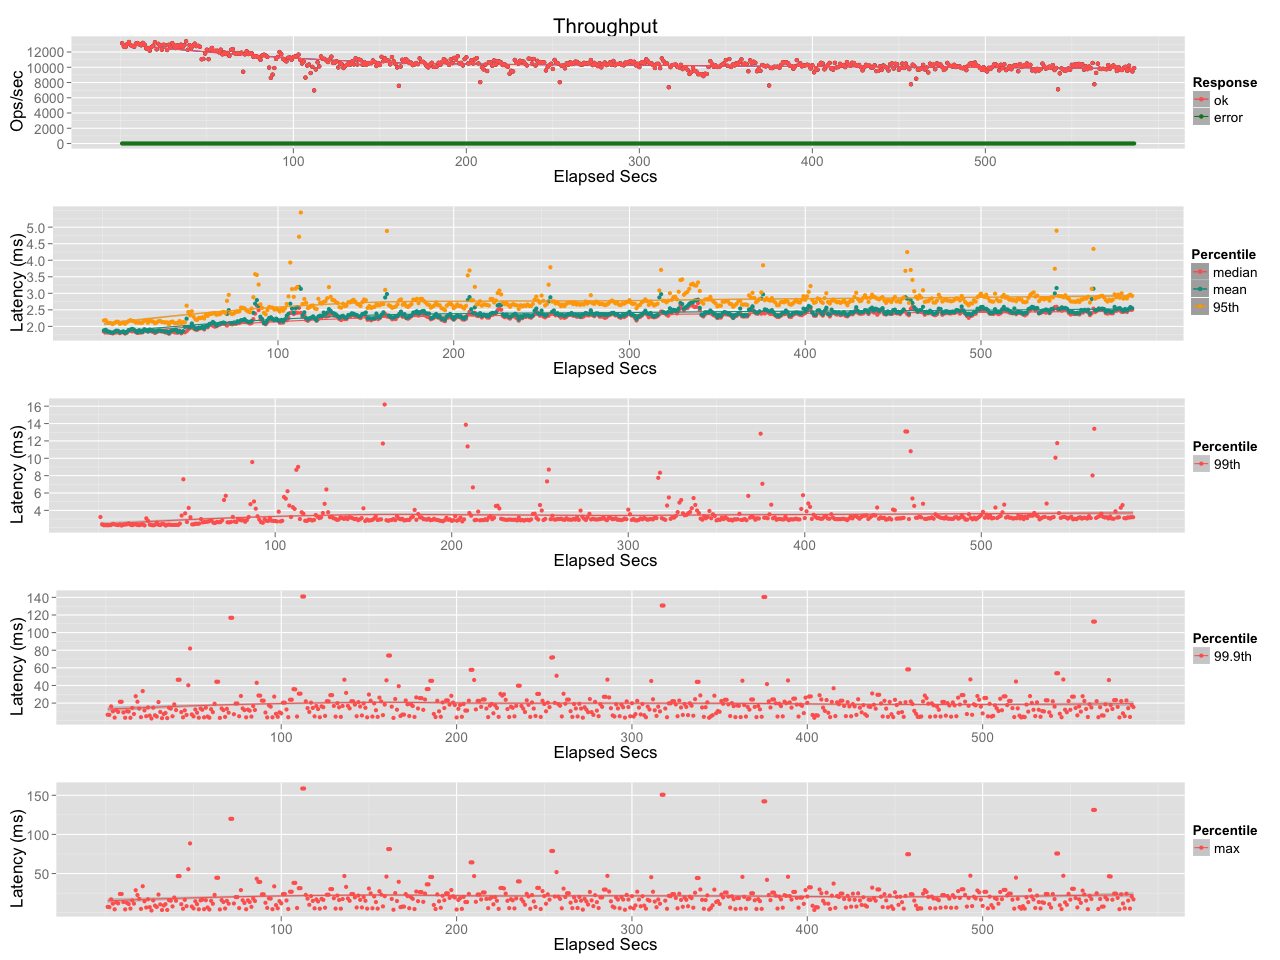 Throughput
12000
10000
8000
6000
4000
2000
0
Ops/sec
100 200 300 400 500
Elapsed Secs
Response
ok
error
5.0
4.5
4.0
3.5
3.0
2.5
2.0
Latency (ms)
100 200 300 400 500
Elapsed Secs
Percentile
median
mean
95th
16
14
12
10
8
6
4
Latency (ms)
100 200 300 400 500
Elapsed Secs
Percentile
99th
140
120
100
80
60
40
20
Latency (ms)
100 200 300 400 500
Elapsed Secs
Percentile
99.9th
150
100
50
Latency (ms)
100 200 300 400 500
Elapsed Secs
Percentile
max